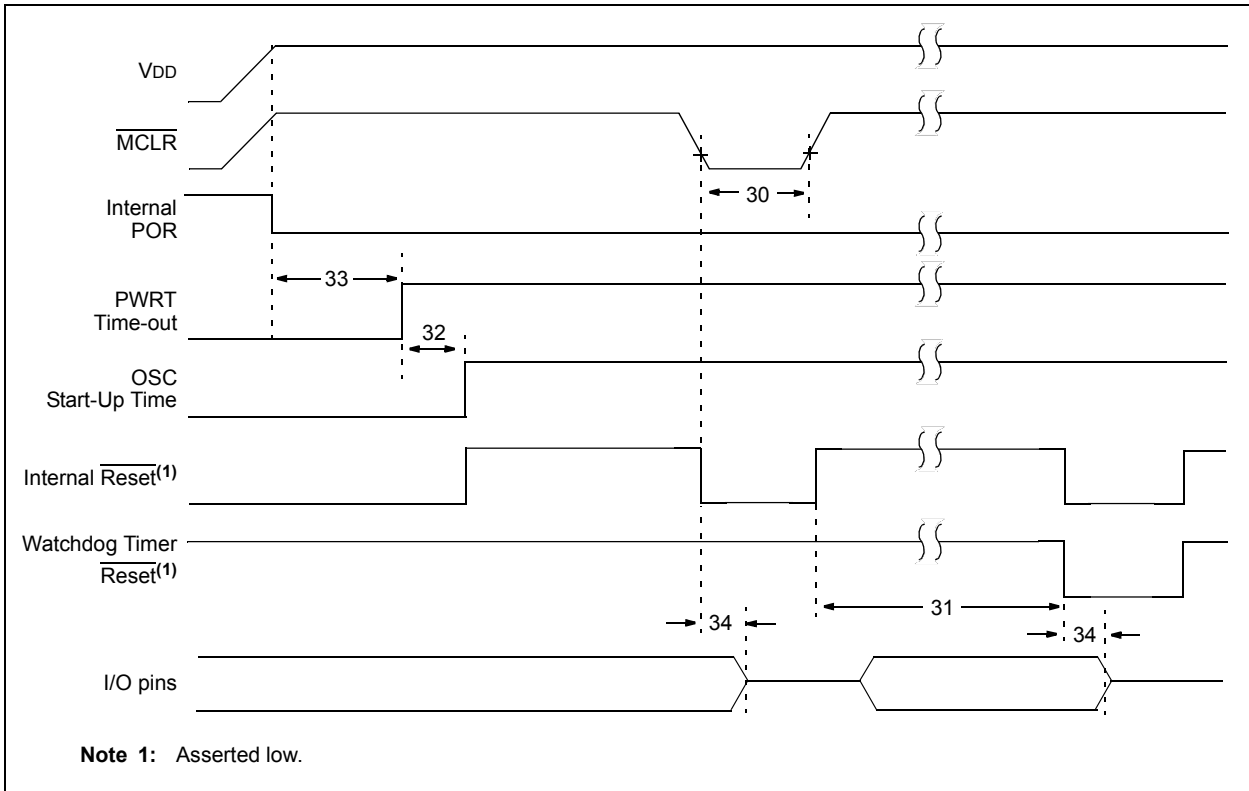 VDD
MCLR
30
Internal
POR
33
PWRT
Time-out
32
OSC
Start-Up Time
Internal Reset(1)
Watchdog Timer
Reset(1)
31
34
34
I/O pins
Note 1: Asserted low.